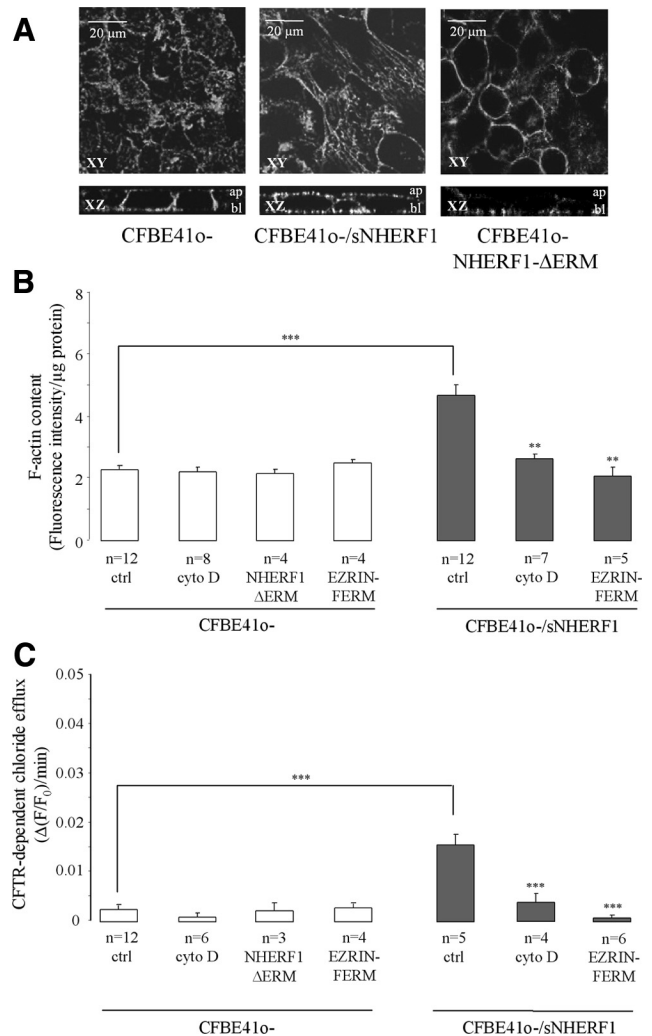 A
20 μm
20 μm
20 μm
XY
XY
XY
XZ
ap
bl
XZ
ap
bl
XZ
ap
bl
CFBE41o-
CFBE41o-/sNHERF1
CFBE41o-
NHERF1-ΔERM
B
F-actin content
(Fluorescence intensity/μg protein)
8
6
4
2
0
***
**
**
n=12
ctrl
n=8
cyto D
n=4
NHERF1
ΔERM
n=4
EZRIN-
FERM
n=12
ctrl
n=7
cyto D
n=5
EZRIN-
FERM
CFBE41o-
CFBE41o-/sNHERF1
C
CFTR-dependent chloride efflux
(Δ(F/F0)/min)
0.05
0.04
0.03
0.02
0.01
0
***
***
***
n=12
ctrl
n=6
cyto D
n=3
NHERF1
ΔERM
n=4
EZRIN-
FERM
n=5
ctrl
n=4
cyto D
n=6
EZRIN-
FERM
CFBE41o-
CFBE41o-/sNHERF1